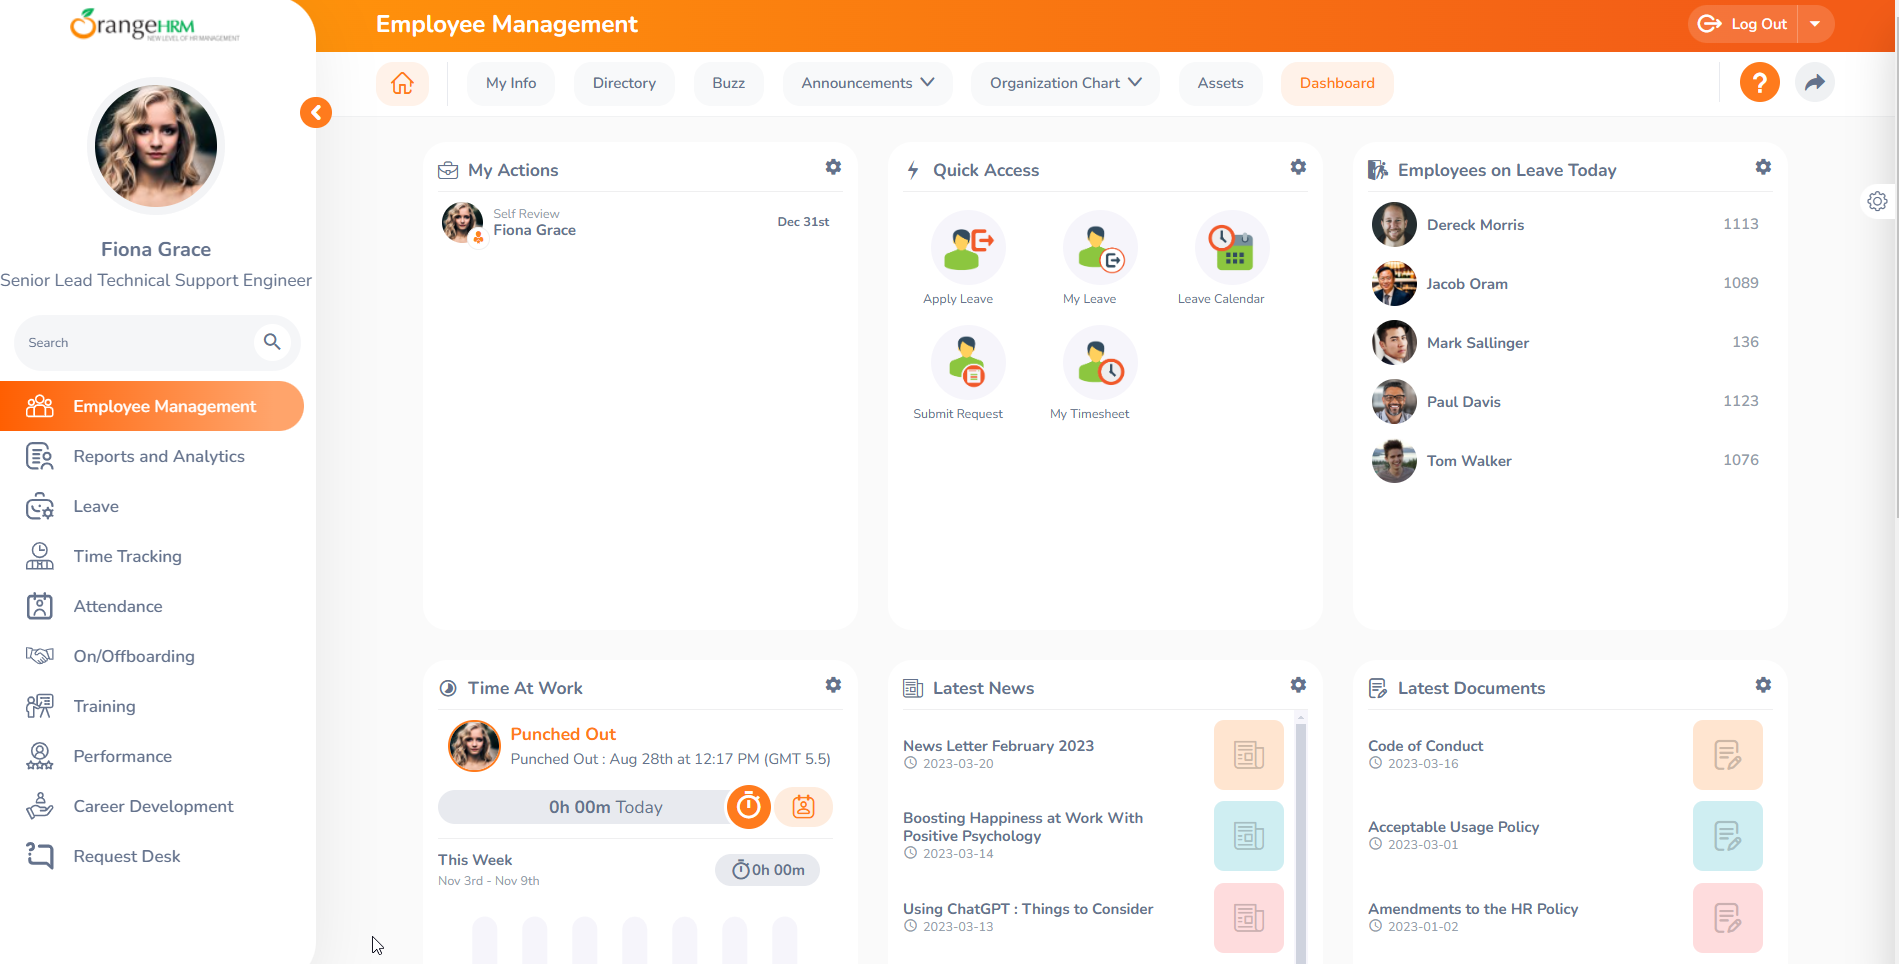 OrangeHRM
NEW LEVEL OF HR MANAGEMENT
Fiona Grace
Senior Lead Technical Support Engineer
Search
Employee Management
Reports and Analytics
Leave
Time Tracking
Attendance
On/Offboarding
Training
Performance
Career Development
Request Desk
Employee Management
Log Out
My Info
Directory
Buzz
Announcements
Organization Chart
Assets
Dashboard
?
My Actions
Self Review
Fiona Grace
Dec 31st
Quick Access
Apply Leave
My Leave
Leave Calendar
Submit Request
My Timesheet
Employees on Leave Today
Dereck Morris 1113
Jacob Oram 1089
Mark Sallinger 136
Paul Davis 1123
Tom Walker 1076
Time At Work
Punched Out
Punched Out : Aug 28th at 12:17 PM (GMT 5.5)
0h 00m Today
This Week
Nov 3rd - Nov 9th
0h 00m
Latest News
News Letter February 2023
2023-03-20
Boosting Happiness at Work With
Positive Psychology
2023-03-14
Using ChatGPT : Things to Consider
2023-03-13
Latest Documents
Code of Conduct
2023-03-16
Acceptable Usage Policy
2023-03-01
Amendments to the HR Policy
2023-01-02